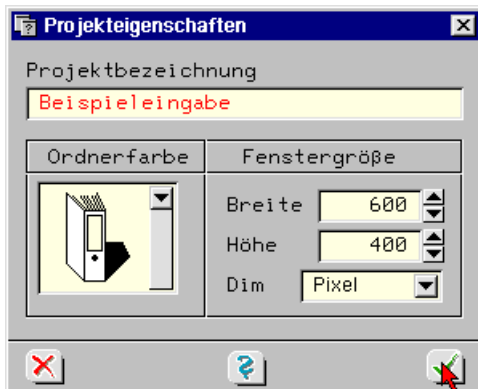 Projekteigenschaften
Projektbezeichnung
Beispieleingabe
Ordnerfarbe
Fenstergröße
Breite 600
Höhe 400
Dim Pixel